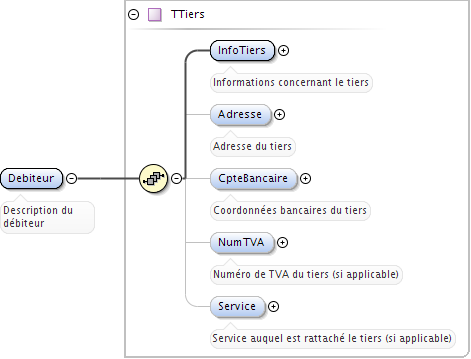 TTiers
InfoTiers
Informations concernant le tiers
Adresse
Adresse du tiers
Debiteur
Description du
débiteur
CpteBancaire
Coordonnées bancaires du tiers
NumTVA
Numéro de TVA du tiers (si applicable)
Service
Service auquel est rattaché le tiers (si applicable)